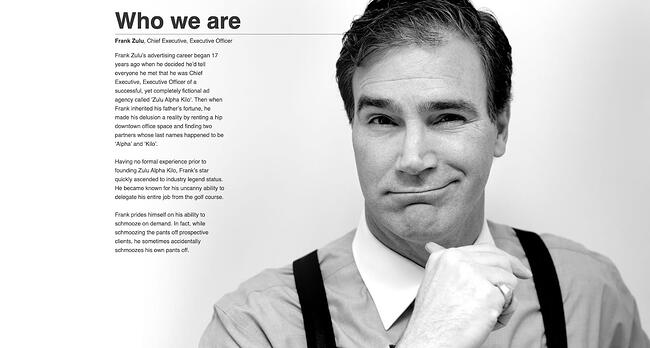 Who we are
Frank Zulu, Chief Executive, Executive Officer
Frank Zulu's advertising career began 17
years ago when he decided he'd tell
everyone he met that he was Chief
Executive, Executive Officer of a
successful, yet completely fictional ad
agency called 'Zulu Alpha Kilo'. Then when
Frank inherited his father's fortune, he
made his delusion a reality by renting a hip
downtown office space and finding two
partners whose last names happened to be
'Alpha' and 'Kilo'.
Having no formal experience prior to
founding Zulu Alpha Kilo, Frank's star
quickly ascended to industry legend status.
He became known for his uncanny ability to
delegate his entire job from the golf course.
Frank prides himself on his ability to
schmooze on demand. In fact, while
schmoozing the pants off prospective
clients, he sometimes accidentally
schmoozes his own pants off.